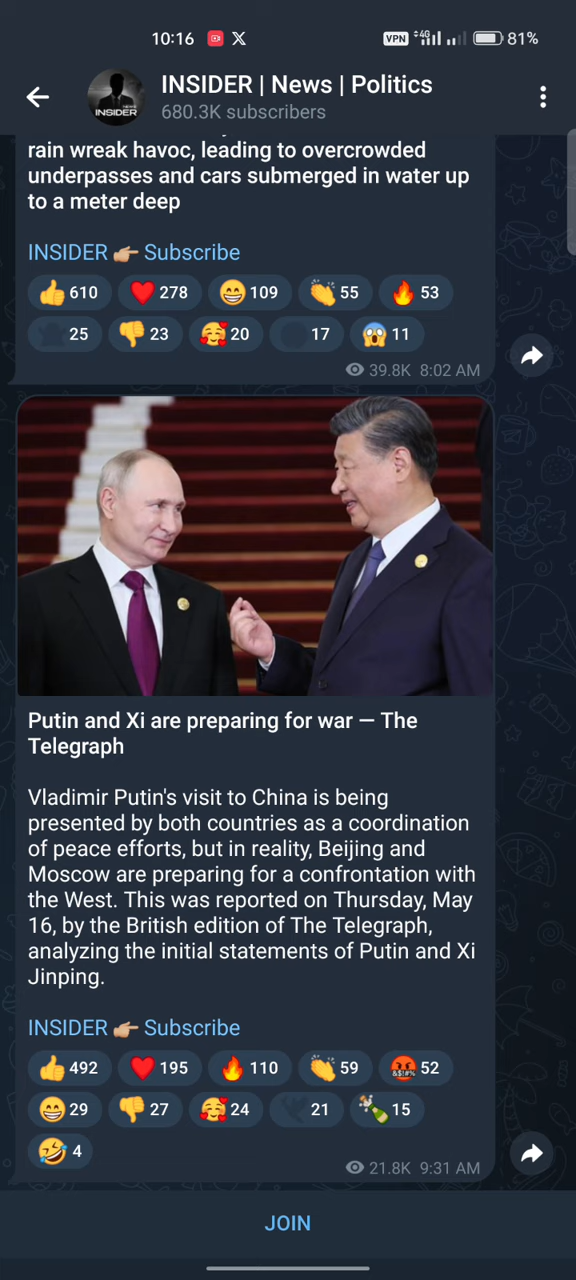 10:16 VPN 4G 81%
INSIDER | News | Politics
680.3K subscribers
NEWS
INSIDER
rain wreak havoc, leading to overcrowded
underpasses and cars submerged in water up
to a meter deep
INSIDER 👉🏼 Subscribe
👍 610 ❤️ 278 😁 109 👏 55 🔥 53
25 👎 23 🥰 20 17 😱 11
39.8K 8:02 AM
Putin and Xi are preparing for war — The
Telegraph
Vladimir Putin's visit to China is being
presented by both countries as a coordination
of peace efforts, but in reality, Beijing and
Moscow are preparing for a confrontation with
the West. This was reported on Thursday, May
16, by the British edition of The Telegraph,
analyzing the initial statements of Putin and Xi
Jinping.
INSIDER 👉🏼 Subscribe
👍 492 ❤️ 195 🔥 110 👏 59 🤬 52
😁 29 👎 27 🥰 24 🕊 21 🍾 15
🤣 4
21.8K 9:31 AM
JOIN